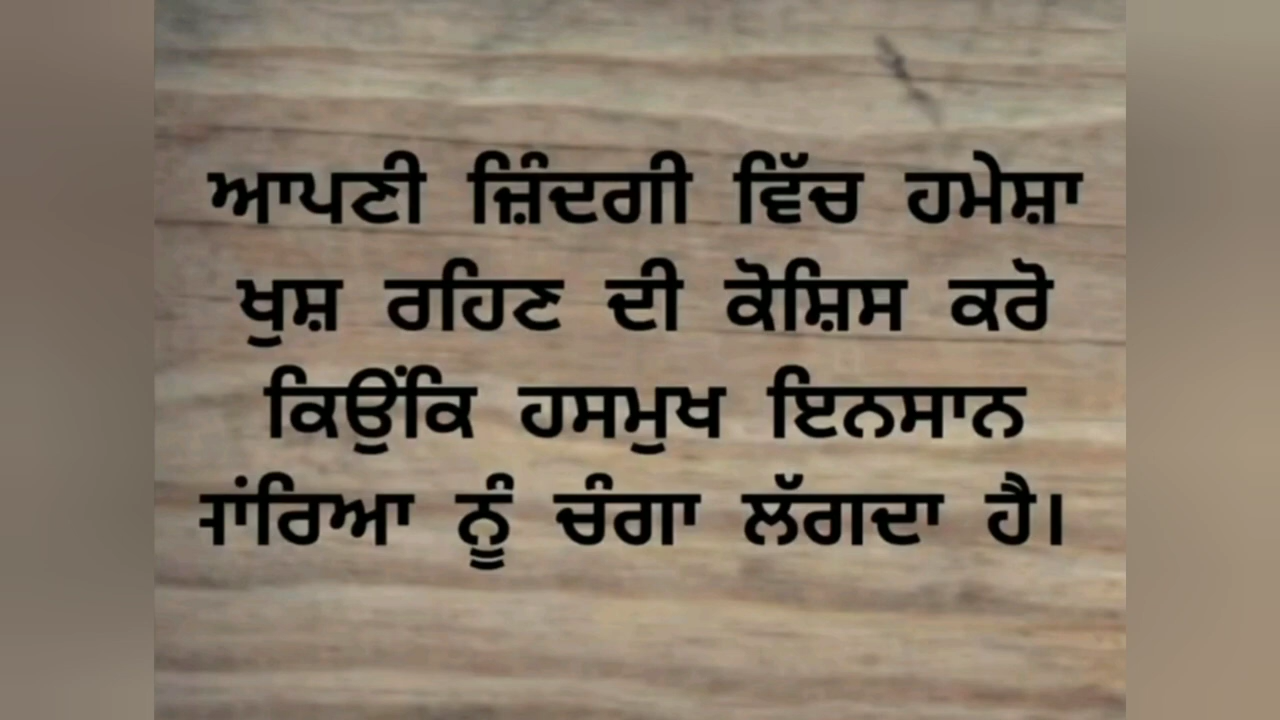 ਆਪਣੀ ਜ਼ਿੰਦਗੀ ਵਿੱਚ ਹਮੇਸ਼ਾ
ਖੁਸ਼ ਰਹਿਣ ਦੀ ਕੋਸ਼ਿਸ ਕਰੋ
ਕਿਉਂਕਿ ਹਸਮੁਖ ਇਨਸਾਨ
ਨੂੰ ਚੰਗਾ ਲੱਗਦਾ ਹੈ।